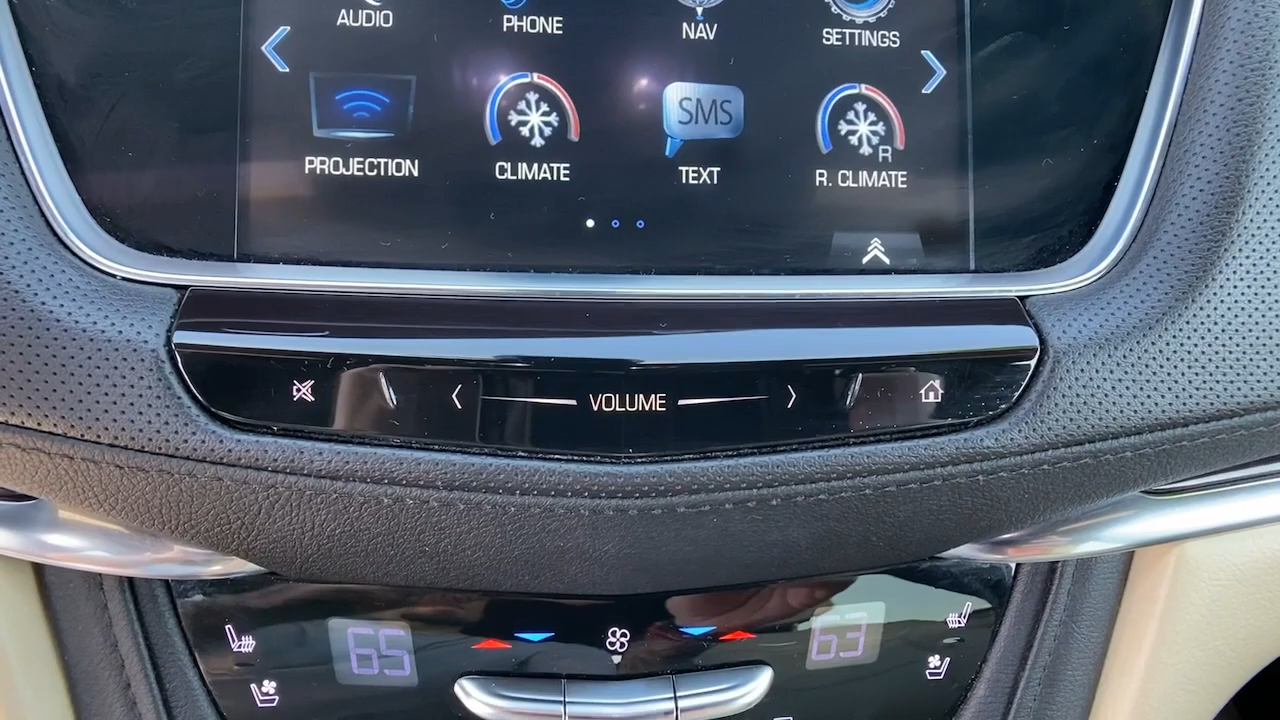 AUDIO PHONE NAV SETTINGS
SMS
R
PROJECTION CLIMATE TEXT R. CLIMATE
VOLUME
65 63